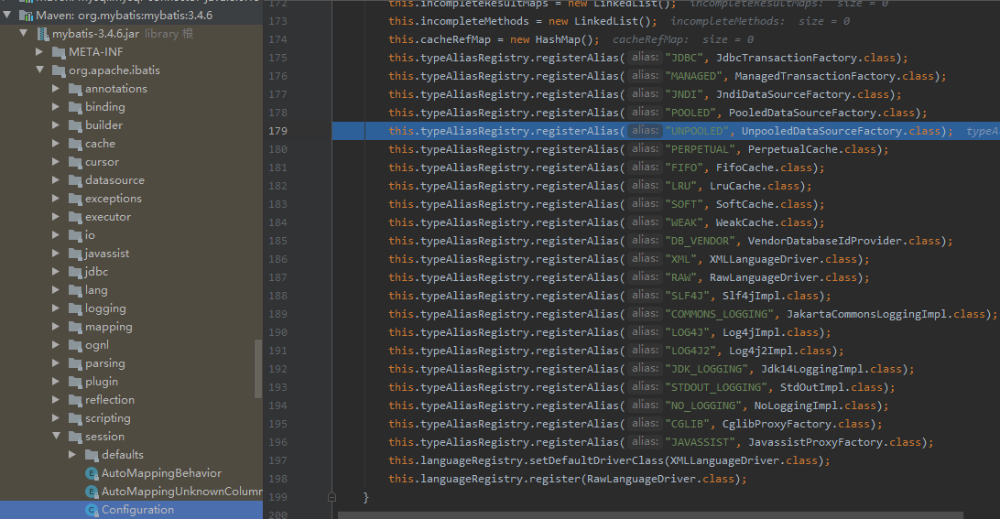 Maven: org.mybatis:mybatis:3.4.6
mybatis-3.4.6.jar library 根
META-INF
org.apache.ibatis
annotations
binding
builder
cache
cursor
datasource
exceptions
executor
io
javassist
jdbc
lang
logging
mapping
ognl
parsing
plugin
reflection
scripting
session
defaults
AutoMappingBehavior
AutoMappingUnknownColumn
Configuration
172 this.incompleteResultMaps = new LinkedList(); incompleteResultMaps: size = 0
173 this.incompleteMethods = new LinkedList(); incompleteMethods: size = 0
174 this.cacheRefMap = new HashMap(); cacheRefMap: size = 0
175 this.typeAliasRegistry.registerAlias( alias: "JDBC", JdbcTransactionFactory.class);
176 this.typeAliasRegistry.registerAlias( alias: "MANAGED", ManagedTransactionFactory.class);
177 this.typeAliasRegistry.registerAlias( alias: "JNDI", JndiDataSourceFactory.class);
178 this.typeAliasRegistry.registerAlias( alias: "POOLED", PooledDataSourceFactory.class);
179 this.typeAliasRegistry.registerAlias( alias: "UNPOOLED", UnpooledDataSourceFactory.class); typeA
180 this.typeAliasRegistry.registerAlias( alias: "PERPETUAL", PerpetualCache.class);
181 this.typeAliasRegistry.registerAlias( alias: "FIFO", FifoCache.class);
182 this.typeAliasRegistry.registerAlias( alias: "LRU", LruCache.class);
183 this.typeAliasRegistry.registerAlias( alias: "SOFT", SoftCache.class);
184 this.typeAliasRegistry.registerAlias( alias: "WEAK", WeakCache.class);
185 this.typeAliasRegistry.registerAlias( alias: "DB_VENDOR", VendorDatabaseIdProvider.class);
186 this.typeAliasRegistry.registerAlias( alias: "XML", XMLLanguageDriver.class);
187 this.typeAliasRegistry.registerAlias( alias: "RAW", RawLanguageDriver.class);
188 this.typeAliasRegistry.registerAlias( alias: "SLF4J", Slf4jImpl.class);
189 this.typeAliasRegistry.registerAlias( alias: "COMMONS_LOGGING", JakartaCommonsLoggingImpl.class);
190 this.typeAliasRegistry.registerAlias( alias: "LOG4J", Log4jImpl.class);
191 this.typeAliasRegistry.registerAlias( alias: "LOG4J2", Log4j2Impl.class);
192 this.typeAliasRegistry.registerAlias( alias: "JDK_LOGGING", Jdk14LoggingImpl.class);
193 this.typeAliasRegistry.registerAlias( alias: "STDOUT_LOGGING", StdOutImpl.class);
194 this.typeAliasRegistry.registerAlias( alias: "NO_LOGGING", NoLoggingImpl.class);
195 this.typeAliasRegistry.registerAlias( alias: "CGLIB", CglibProxyFactory.class);
196 this.typeAliasRegistry.registerAlias( alias: "JAVASSIST", JavassistProxyFactory.class);
197 this.languageRegistry.setDefaultDriverClass(XMLLanguageDriver.class);
198 this.languageRegistry.register(RawLanguageDriver.class);
199 }
200